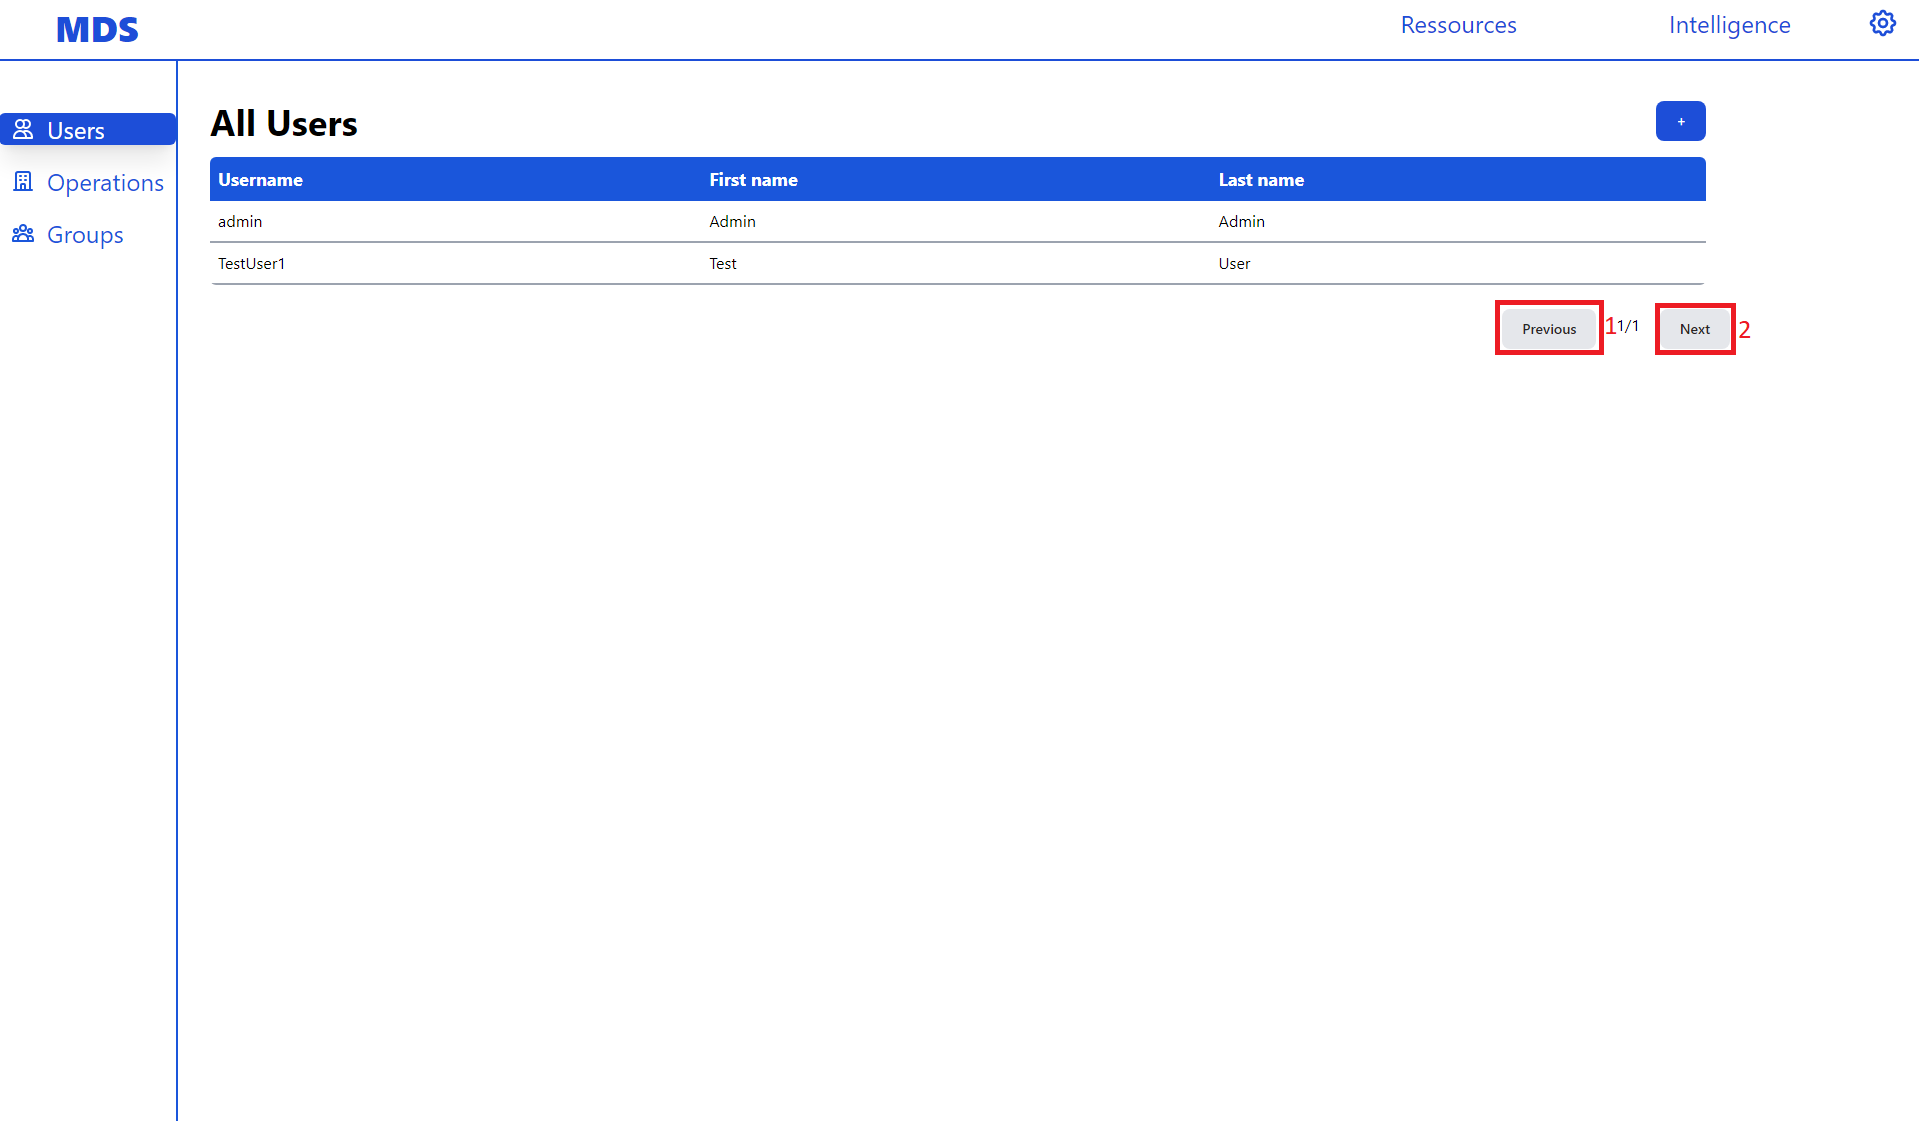 MDS
Ressources
Intelligence
Users
Operations
Groups
All Users
+
Username First name Last name
admin Admin Admin
TestUser1 Test User
Previous 1 1/1 Next 2